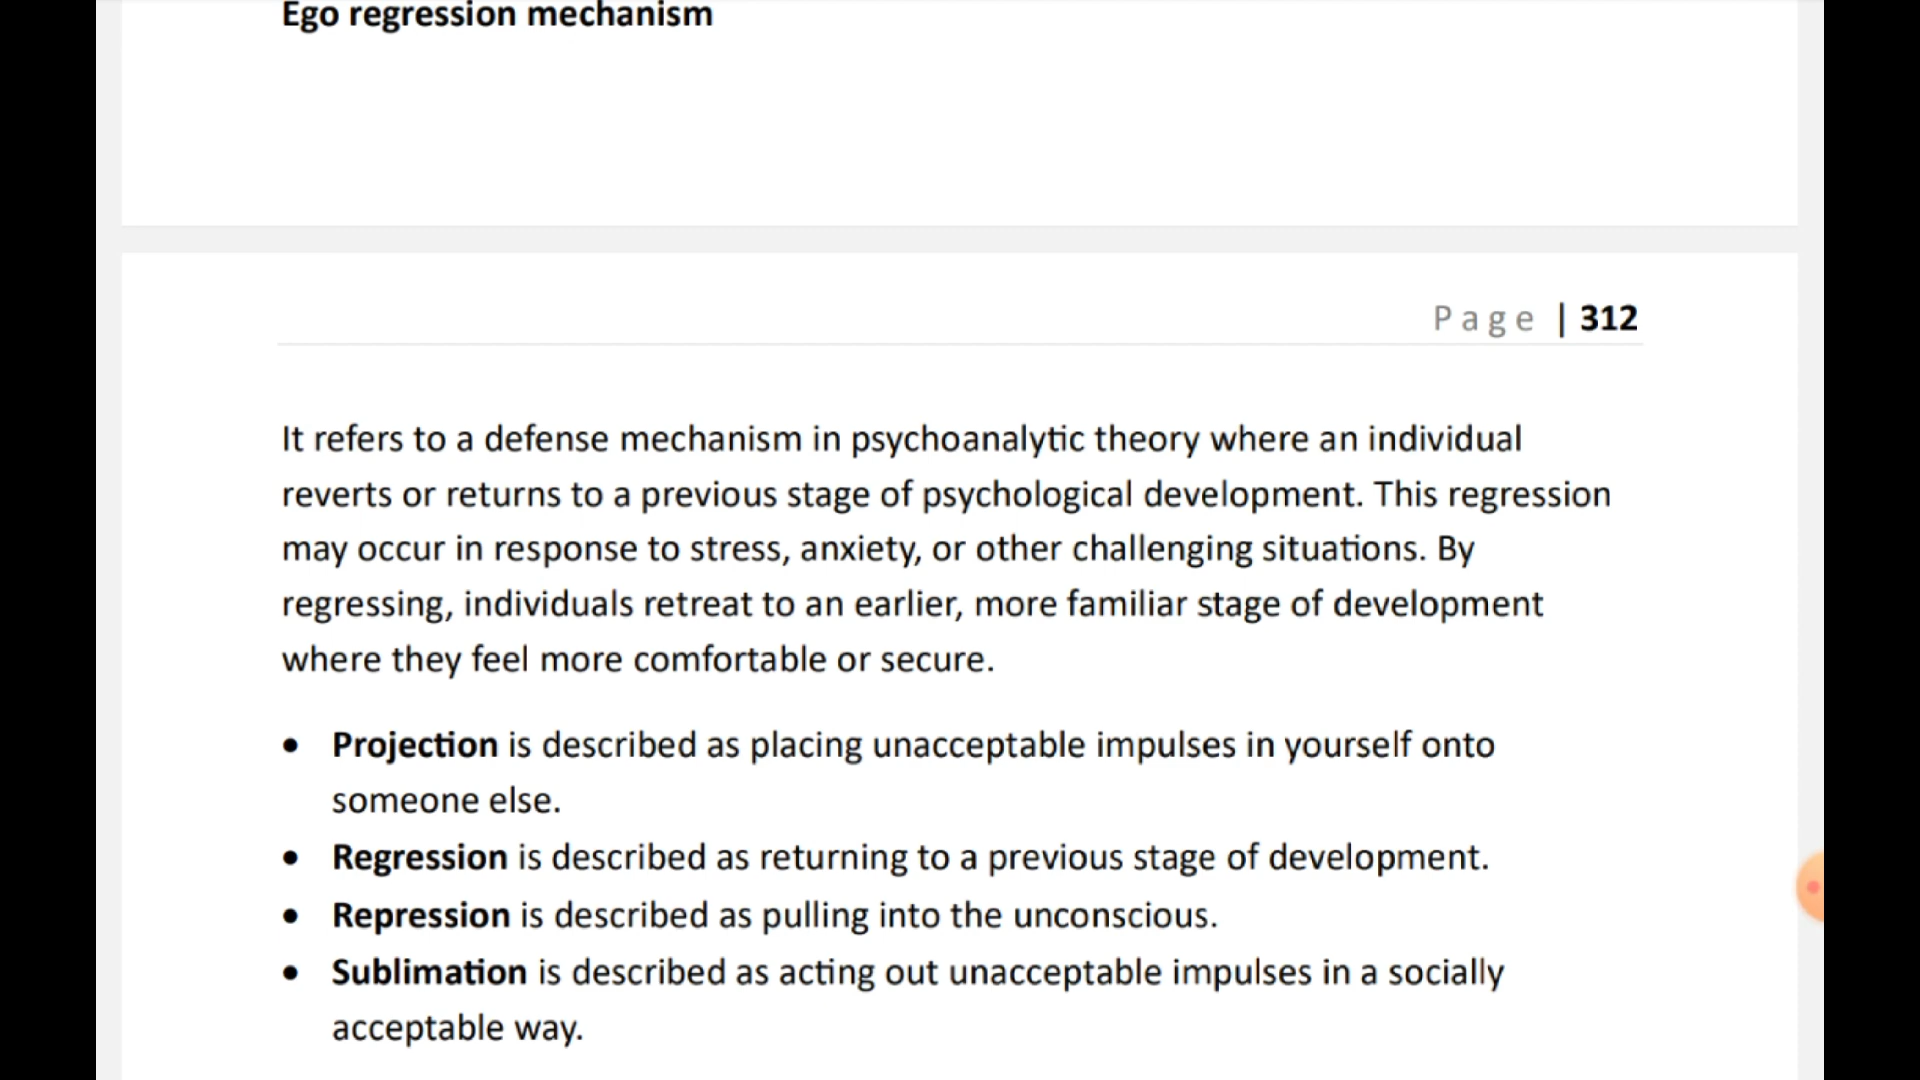 Ego regression mechanism
Page | 312
It refers to a defense mechanism in psychoanalytic theory where an individual
reverts or returns to a previous stage of psychological development. This regression
may occur in response to stress, anxiety, or other challenging situations. By
regressing, individuals retreat to an earlier, more familiar stage of development
where they feel more comfortable or secure.
• Projection is described as placing unacceptable impulses in yourself onto
someone else.
• Regression is described as returning to a previous stage of development.
• Repression is described as pulling into the unconscious.
• Sublimation is described as acting out unacceptable impulses in a socially
acceptable way.